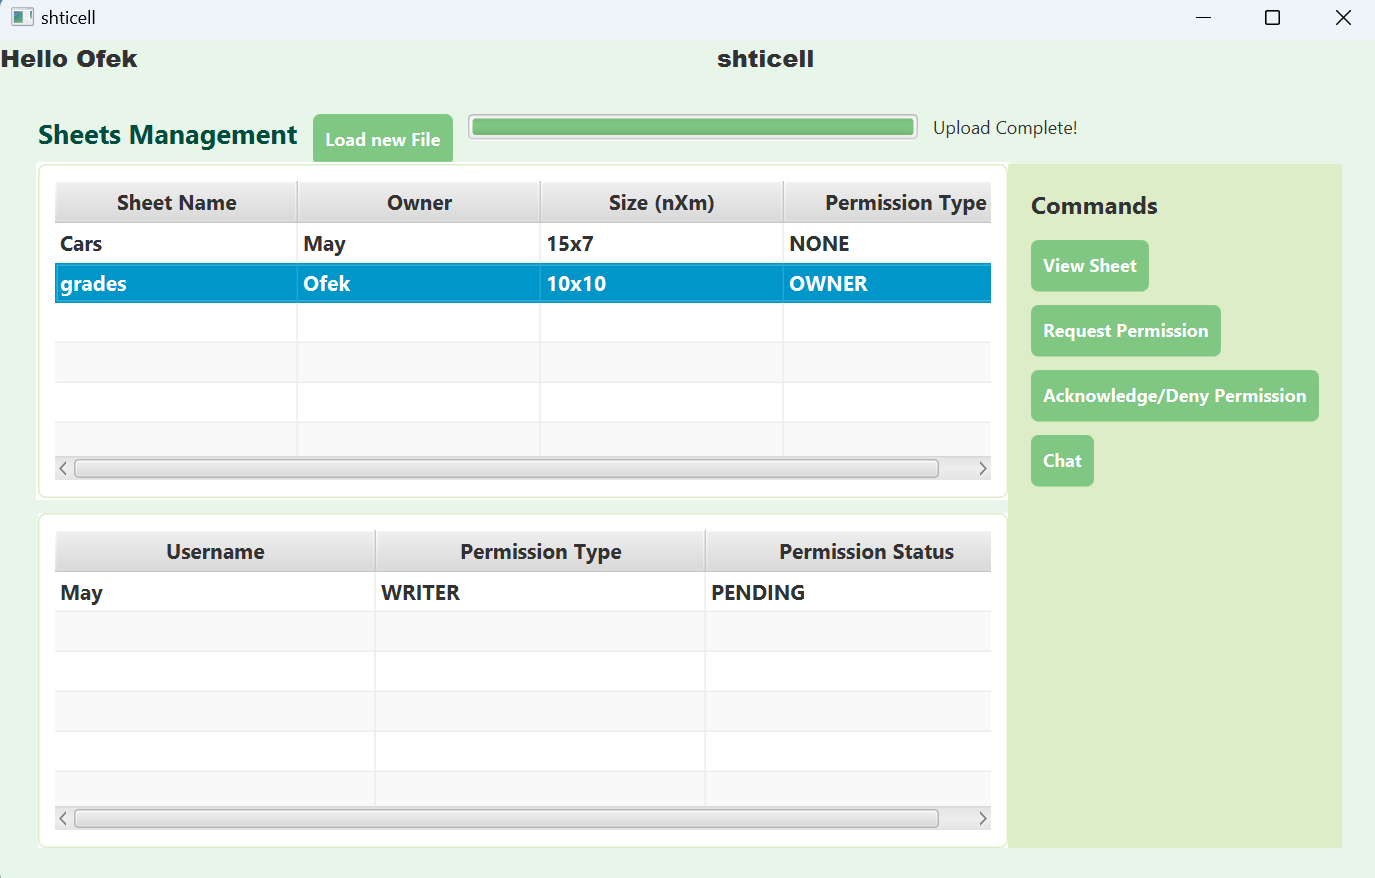 shticell
Hello Ofek shticell
Sheets Management Load new File Upload Complete!
Sheet Name Owner Size (nXm) Permission Type
Cars May 15x7 NONE
grades Ofek 10x10 OWNER
Commands
View Sheet
Request Permission
Acknowledge/Deny Permission
Chat
Username Permission Type Permission Status
May WRITER PENDING